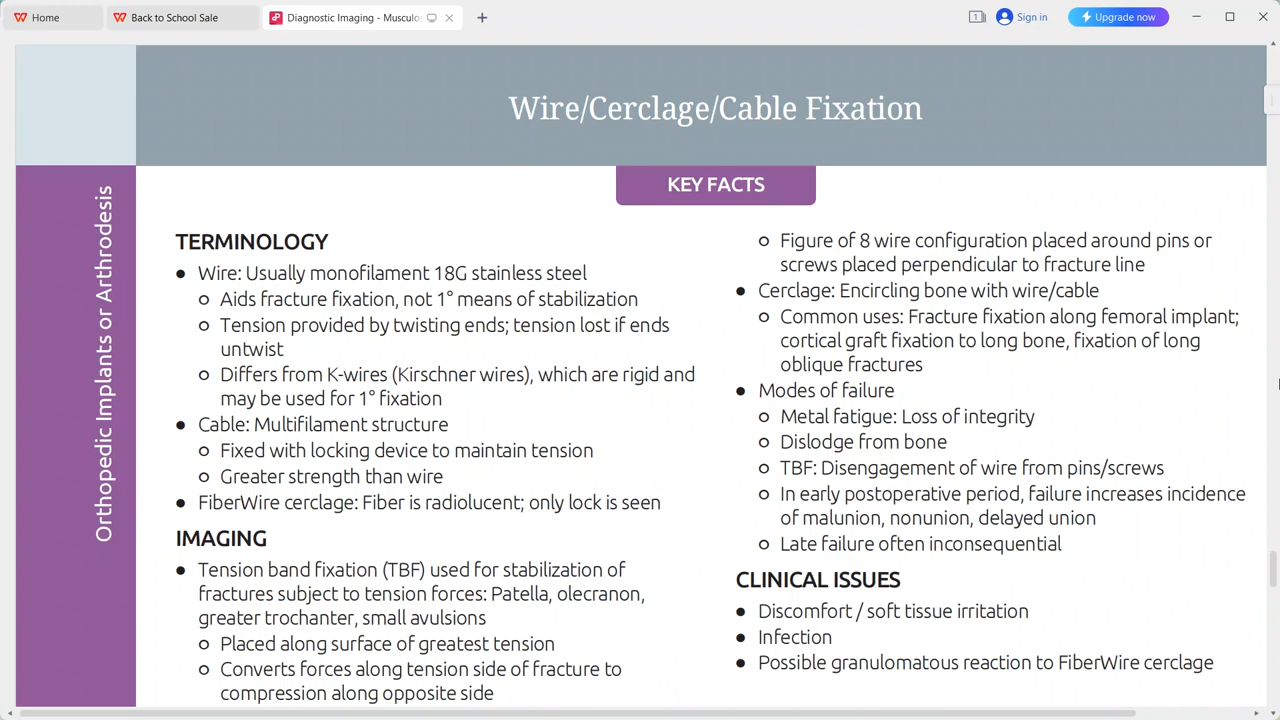 Home
Back to School Sale
Diagnostic Imaging - Musculos
1
Sign in
Upgrade now
Wire/Cerclage/Cable Fixation
Orthopedic Implants or Arthrodesis
KEY FACTS
TERMINOLOGY
• Wire: Usually monofilament 18G stainless steel
○ Aids fracture fixation, not 1° means of stabilization
○ Tension provided by twisting ends; tension lost if ends
untwist
○ Differs from K-wires (Kirschner wires), which are rigid and
may be used for 1° fixation
• Cable: Multifilament structure
○ Fixed with locking device to maintain tension
○ Greater strength than wire
• FiberWire cerclage: Fiber is radiolucent; only lock is seen
IMAGING
• Tension band fixation (TBF) used for stabilization of
fractures subject to tension forces: Patella, olecranon,
greater trochanter, small avulsions
○ Placed along surface of greatest tension
○ Converts forces along tension side of fracture to
compression along opposite side
○ Figure of 8 wire configuration placed around pins or
screws placed perpendicular to fracture line
• Cerclage: Encircling bone with wire/cable
○ Common uses: Fracture fixation along femoral implant;
cortical graft fixation to long bone, fixation of long
oblique fractures
• Modes of failure
○ Metal fatigue: Loss of integrity
○ Dislodge from bone
○ TBF: Disengagement of wire from pins/screws
○ In early postoperative period, failure increases incidence
of malunion, nonunion, delayed union
○ Late failure often inconsequential
CLINICAL ISSUES
• Discomfort / soft tissue irritation
• Infection
• Possible granulomatous reaction to FiberWire cerclage